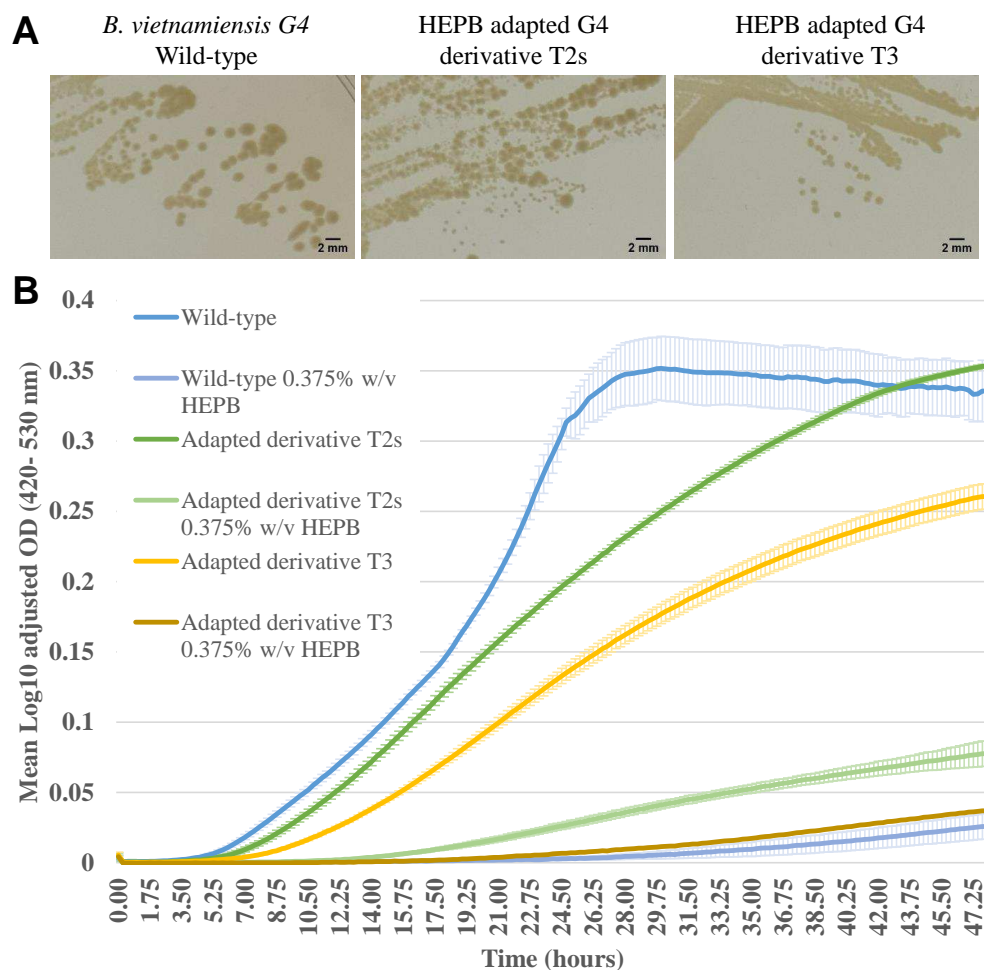 A
B. vietnamiensis G4
Wild-type
HEPB adapted G4
derivative T2s
HEPB adapted G4
derivative T3
2 mm
2 mm
2 mm
B
Mean Log10 adjusted OD (420- 530 nm)
0.4
0.35
0.3
0.25
0.2
0.15
0.1
0.05
0
Wild-type
Wild-type 0.375% w/v
HEPB
Adapted derivative T2s
Adapted derivative T2s
0.375% w/v HEPB
Adapted derivative T3
Adapted derivative T3
0.375% w/v HEPB
0.00
1.75
3.50
5.25
7.00
8.75
10.50
12.25
14.00
15.75
17.50
19.25
21.00
22.75
24.50
26.25
28.00
29.75
31.50
33.25
35.00
36.75
38.50
40.25
42.00
43.75
45.50
47.25
Time (hours)